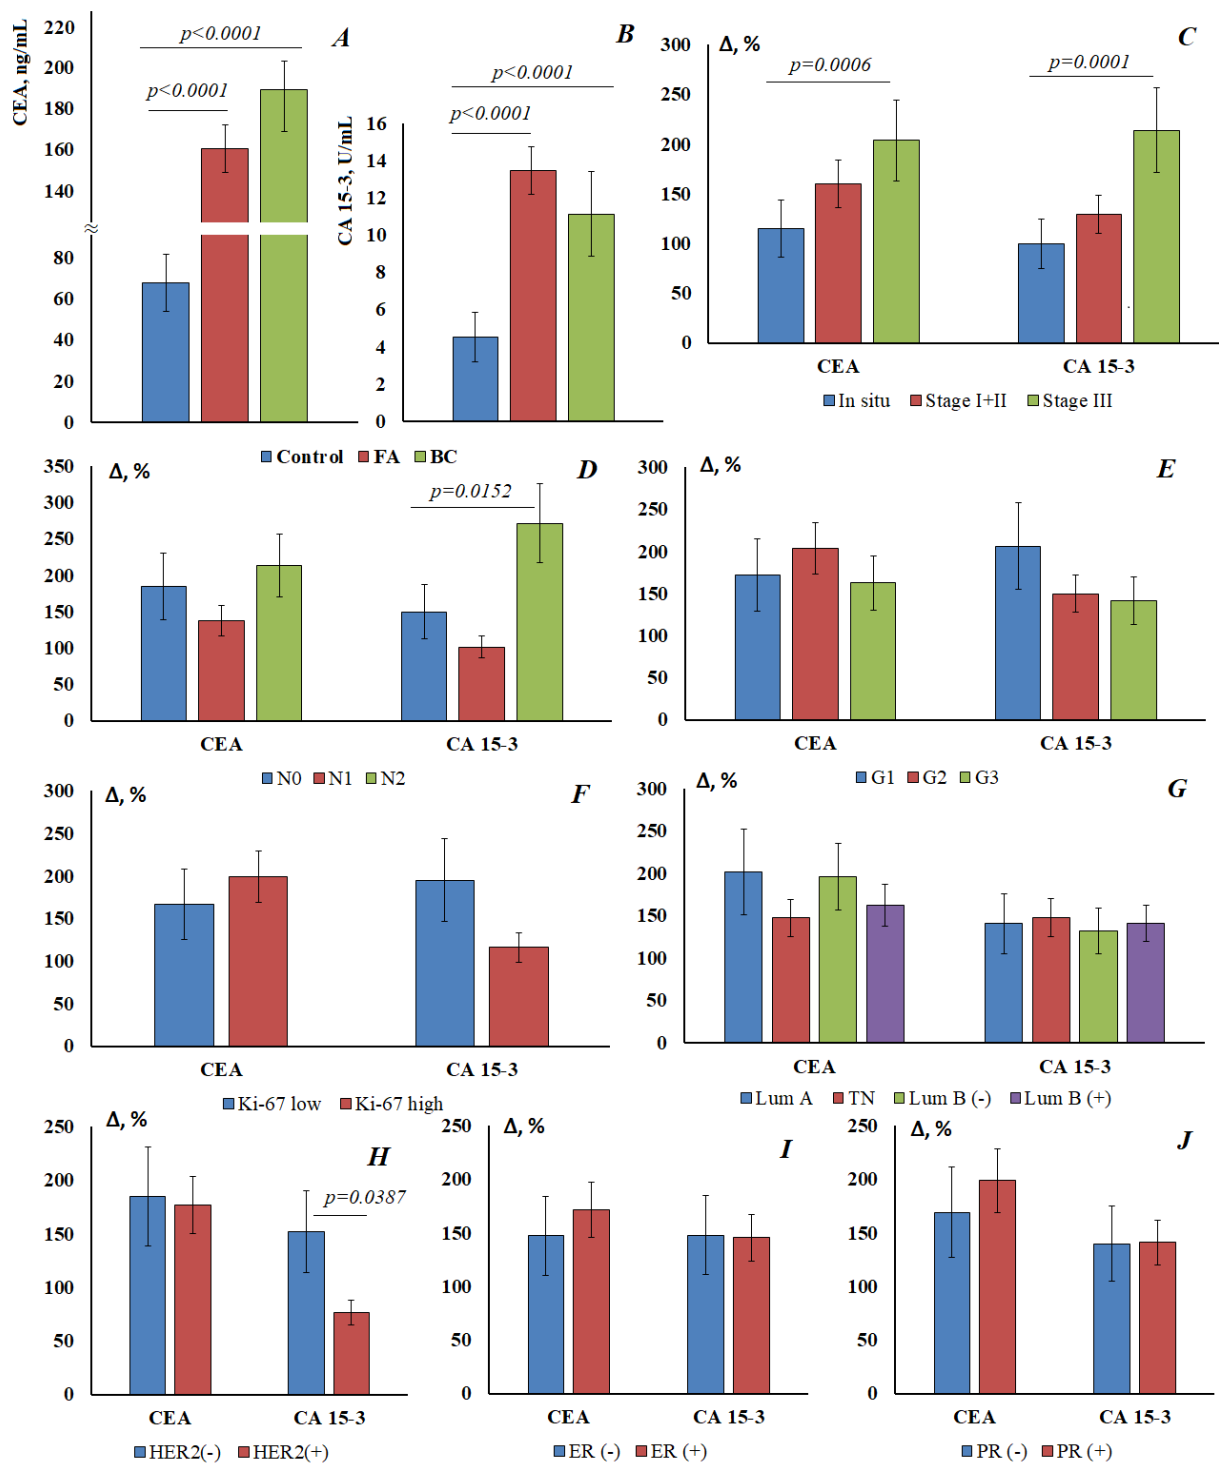 CEA, ng/mL
220
200
180
160
140
≈
80
60
40
20
0
p<0.0001
p<0.0001
A
CA 15-3, U/mL
16
14
12
10
8
6
4
2
0
p<0.0001
p<0.0001
B
Control FA BC
Δ, %
C
300
250
200
150
100
50
0
p=0.0006
p=0.0001
CEA CA 15-3
In situ Stage I+II Stage III
Δ, %
D
350
300
250
200
150
100
50
0
p=0.0152
CEA CA 15-3
N0 N1 N2
Δ, %
E
300
250
200
150
100
50
0
CEA CA 15-3
G1 G2 G3
Δ, %
F
300
250
200
150
100
50
0
CEA CA 15-3
Ki-67 low Ki-67 high
Δ, %
G
300
250
200
150
100
50
0
CEA CA 15-3
Lum A TN Lum B (-) Lum B (+)
Δ, %
H
250
200
150
100
50
0
p=0.0387
CEA CA 15-3
HER2(-) HER2(+)
Δ, %
I
250
200
150
100
50
0
CEA CA 15-3
ER (-) ER (+)
Δ, %
J
250
200
150
100
50
0
CEA CA 15-3
PR (-) PR (+)